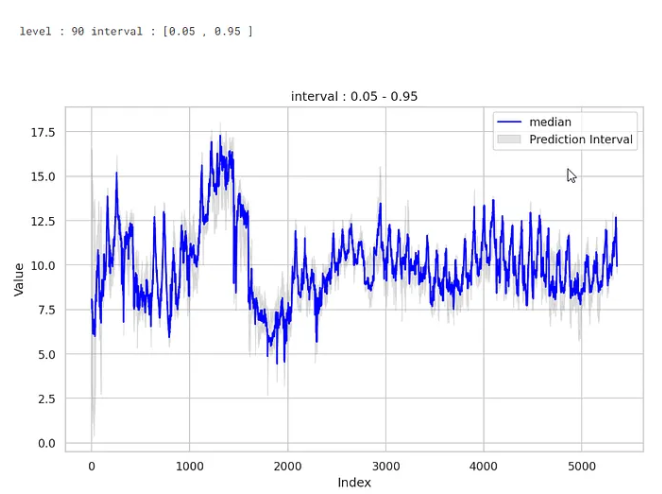 level : 90 interval : [0.05 , 0.95 ]
interval : 0.05 - 0.95
median
Prediction Interval
17.5
15.0
12.5
10.0
7.5
5.0
2.5
0.0
Value
0 1000 2000 3000 4000 5000
Index